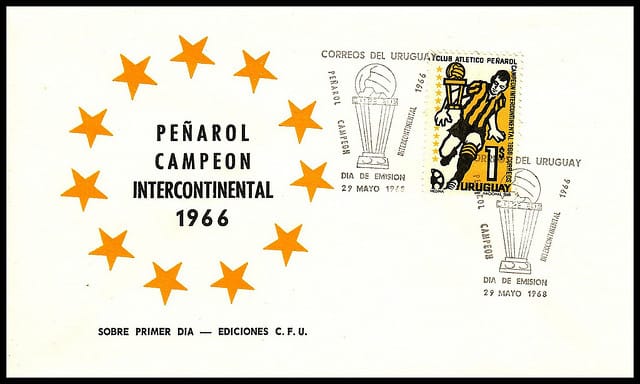 PEÑAROL
CAMPEON
INTERCONTINENTAL
1966
SOBRE PRIMER DIA — EDICIONES C. F. U.
CORREOS DEL URUGUAY
PEÑAROL CAMPEON
INTERCONTINENTAL 1966
DIA DE EMISION
29 MAYO 1968
CLUB ATLETICO PEÑAROL
CAMPEON INTERCONTINENTAL 1966 CORREOS
1$
URUGUAY
CORREOS DEL URUGUAY
PEÑAROL CAMPEON
INTERCONTINENTAL 1966
DIA DE EMISION
29 MAYO 1968